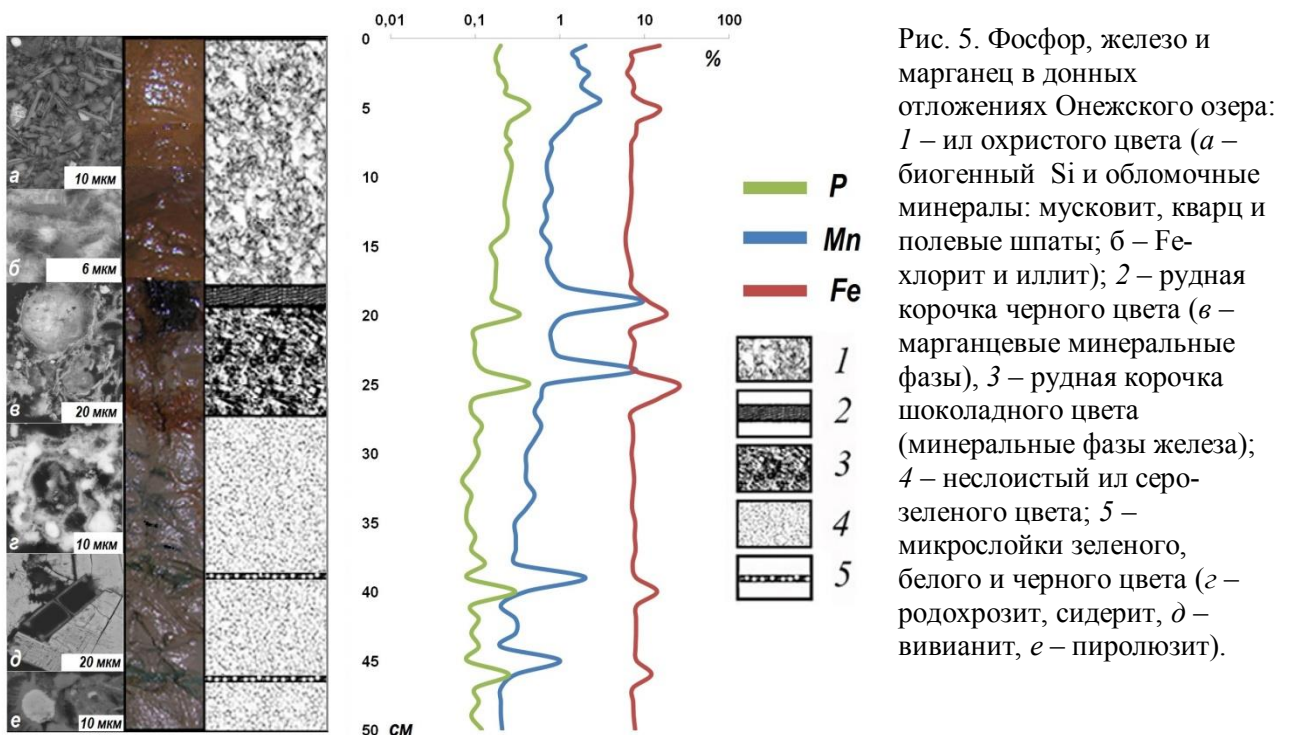 0,01 0,1 1 10 100
%
0
5
10
15
20
25
30
35
40
45
50 см
а 10 мкм
б 6 мкм
в 20 мкм
г 10 мкм
д 20 мкм
е 10 мкм
P
Mn
Fe
1
2
3
4
5
Рис. 5. Фосфор, железо и
марганец в донных
отложениях Онежского озера:
1 – ил охристого цвета (а –
биогенный Si и обломочные
минералы: мусковит, кварц и
полевые шпаты; б – Fe-
хлорит и иллит); 2 – рудная
корочка черного цвета (в –
марганцевые минеральные
фазы), 3 – рудная корочка
шоколадного цвета
(минеральные фазы железа);
4 – неслоистый ил серо-
зеленого цвета; 5 –
микрослойки зеленого,
белого и черного цвета (г –
родохрозит, сидерит, д –
вивианит, е – пиролюзит).